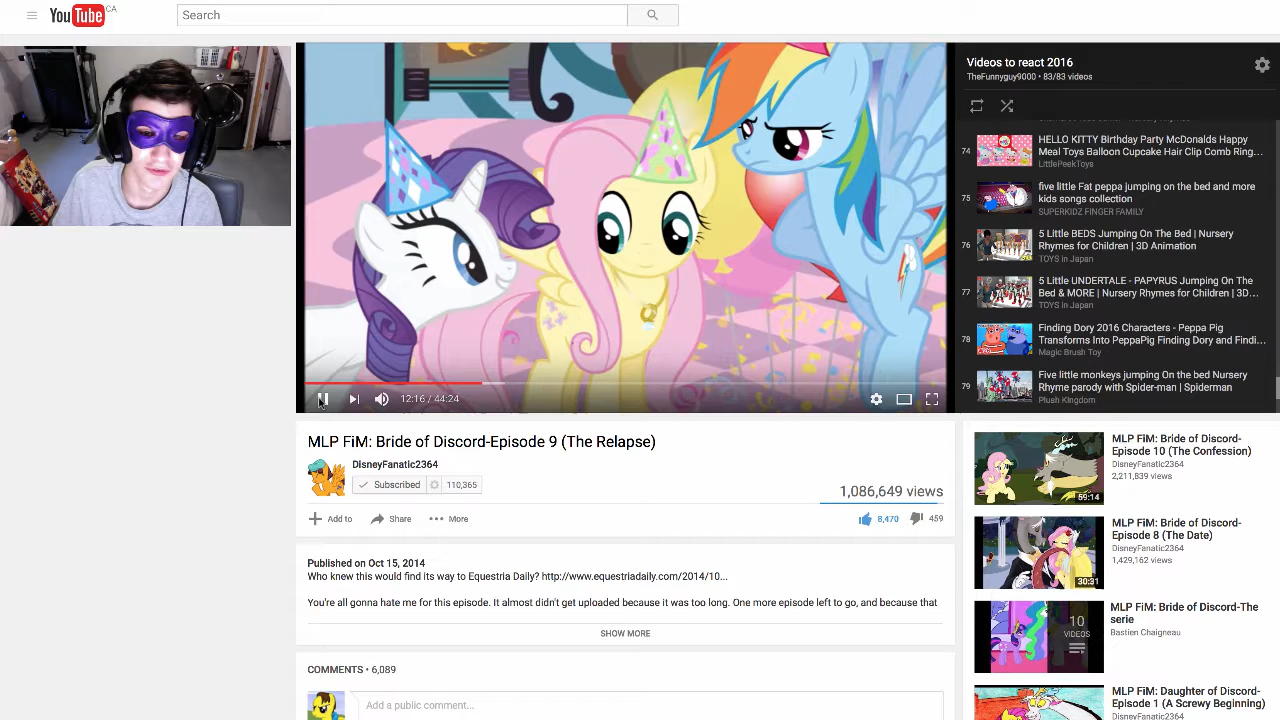 YouTube CA
Search
Videos to react 2016
TheFunnyguy9000 • 83/83 videos
74
HELLO KITTY Birthday Party McDonalds Happy
Meal Toys Balloon Cupcake Hair Clip Comb Ring...
LittlePeekToys
75
five little Fat peppa jumping on the bed and more
kids songs collection
SUPERKIDZ FINGER FAMILY
76
5 Little BEDS Jumping On The Bed | Nursery
Rhymes for Children | 3D Animation
TOYS in Japan
77
5 Little UNDERTALE - PAPYRUS Jumping On The
Bed & MORE | Nursery Rhymes for Children | 3D...
TOYS in Japan
78
Finding Dory 2016 Characters - Peppa Pig
Transforms Into PeppaPig Finding Dory and Findi...
Magic Brush Toy
79
Five little monkeys jumping On the bed Nursery
Rhyme parody with Spider-man | Spiderman
Plush Kingdom
12:16 / 44:24
MLP FiM: Bride of Discord-Episode 9 (The Relapse)
DisneyFanatic2364
Subscribed 110,365
1,086,649 views
Add to Share More
8,470 459
Published on Oct 15, 2014
Who knew this would find its way to Equestria Daily? http://www.equestriadaily.com/2014/10...
You're all gonna hate me for this episode. It almost didn't get uploaded because it was too long. One more episode left to go, and because that
SHOW MORE
COMMENTS • 6,089
Add a public comment...
MLP FiM: Bride of Discord-
Episode 10 (The Confession)
DisneyFanatic2364
2,211,839 views
59:14
MLP FiM: Bride of Discord-
Episode 8 (The Date)
DisneyFanatic2364
1,429,162 views
30:31
MLP FiM: Bride of Discord-The
serie
Bastien Chaigneau
10
VIDEOS
MLP FiM: Daughter of Discord-
Episode 1 (A Screwy Beginning)
DisneyFanatic2364